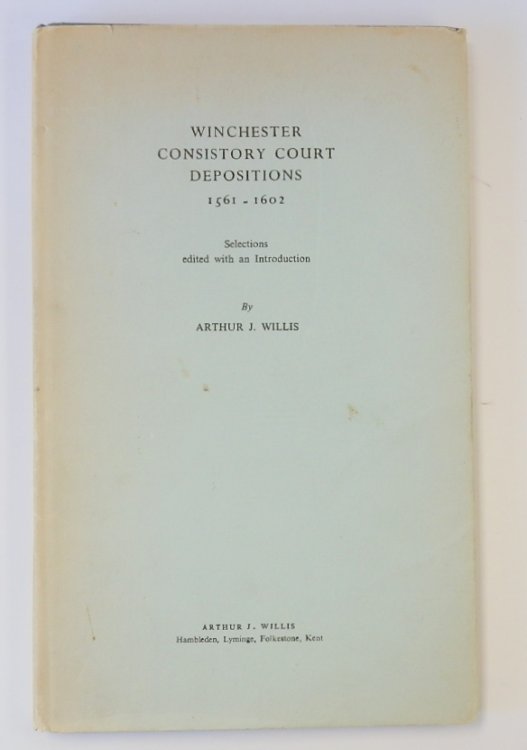 WINCHESTER
CONSISTORY COURT
DEPOSITIONS
1561 - 1602
Selections
edited with an Introduction
By
ARTHUR J. WILLIS
ARTHUR J. WILLIS
Hambleden, Lyminge, Folkestone, Kent